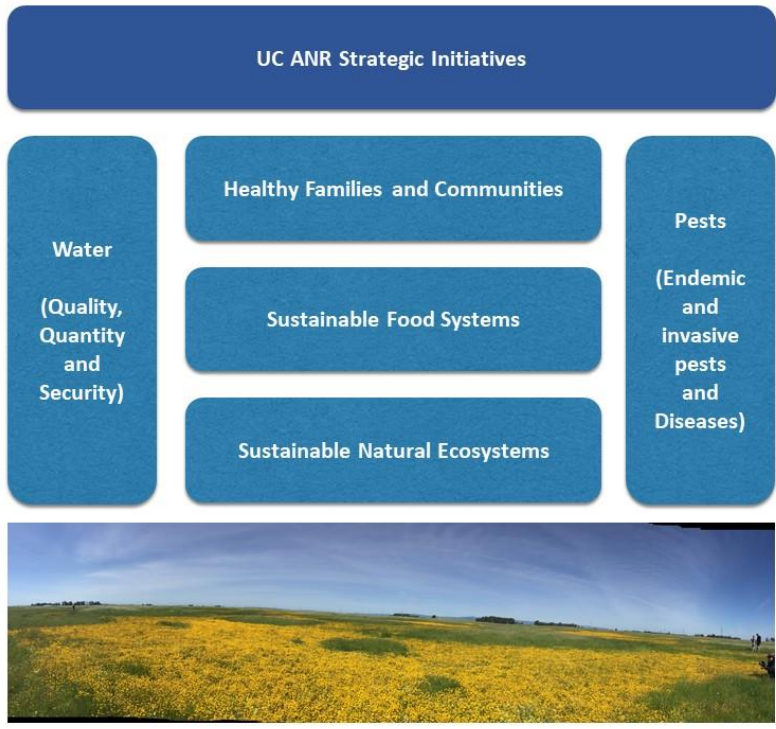 UC ANR Strategic Initiatives
Water
(Quality,
Quantity
and
Security)
Healthy Families and Communities
Sustainable Food Systems
Sustainable Natural Ecosystems
Pests
(Endemic
and
invasive
pests
and
Diseases)